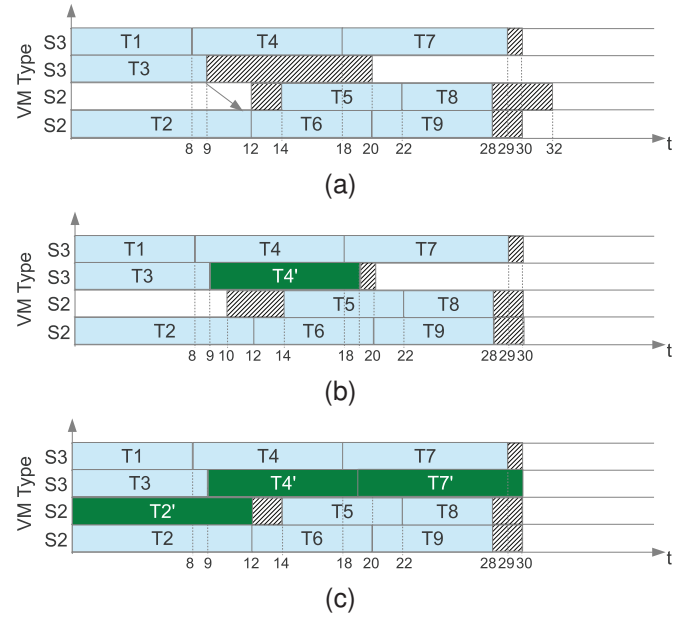 VM Type
S3 T1 T4 T7
S3 T3
S2 T5 T8
S2 T2 T6 T9
8 9 12 14 18 20 22 28 29 30 32 t
(a)
VM Type
S3 T1 T4 T7
S3 T3 T4'
S2 T5 T8
S2 T2 T6 T9
8 9 10 12 14 18 20 22 28 29 30 t
(b)
VM Type
S3 T1 T4 T7
S3 T3 T4' T7'
S2 T2' T5 T8
S2 T2 T6 T9
8 9 12 14 18 20 22 28 29 30 t
(c)